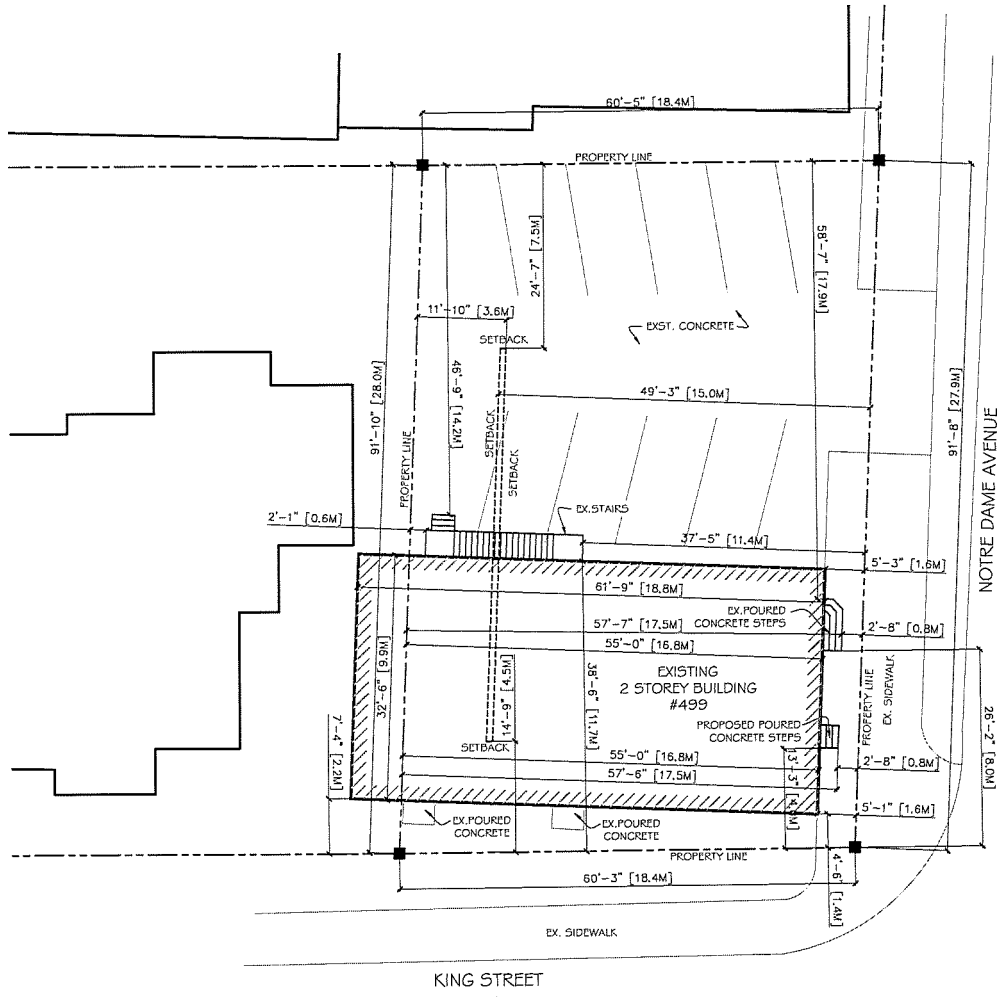 60'-5" [18.4M]
PROPERTY LINE
24'-7" [7.5M]
58'-7" [17.9M]
11'-10" [3.6M]
SETBACK
EXST. CONCRETE
91'-10" [28.0M]
46'-9" [14.2M]
49'-3" [15.0M]
91'-8" [27.9M]
NOTRE DAME AVENUE
PROPERTY LINE
SETBACK
SETBACK
2'-1" [0.6M]
EX.STAIRS
37'-5" [11.4M]
5'-3" [1.6M]
61'-9" [18.8M]
EX.POURED
CONCRETE STEPS
57'-7" [17.5M]
2'-8" [0.8M]
55'-0" [16.8M]
32'-6" [9.9M]
14'-9" [4.5M]
38'-6" [11.7M]
EXISTING
2 STOREY BUILDING
#499
PROPERTY LINE
EX. SIDEWALK
26'-2" [8.0M]
PROPOSED POURED
CONCRETE STEPS
7'-4" [2.2M]
SETBACK
55'-0" [16.8M]
2'-8" [0.8M]
57'-6" [17.5M]
5'-1" [1.6M]
EX.POURED
CONCRETE
EX.POURED
CONCRETE
PROPERTY LINE
60'-3" [18.4M]
4'-6" [1.4M]
EX. SIDEWALK
KING STREET